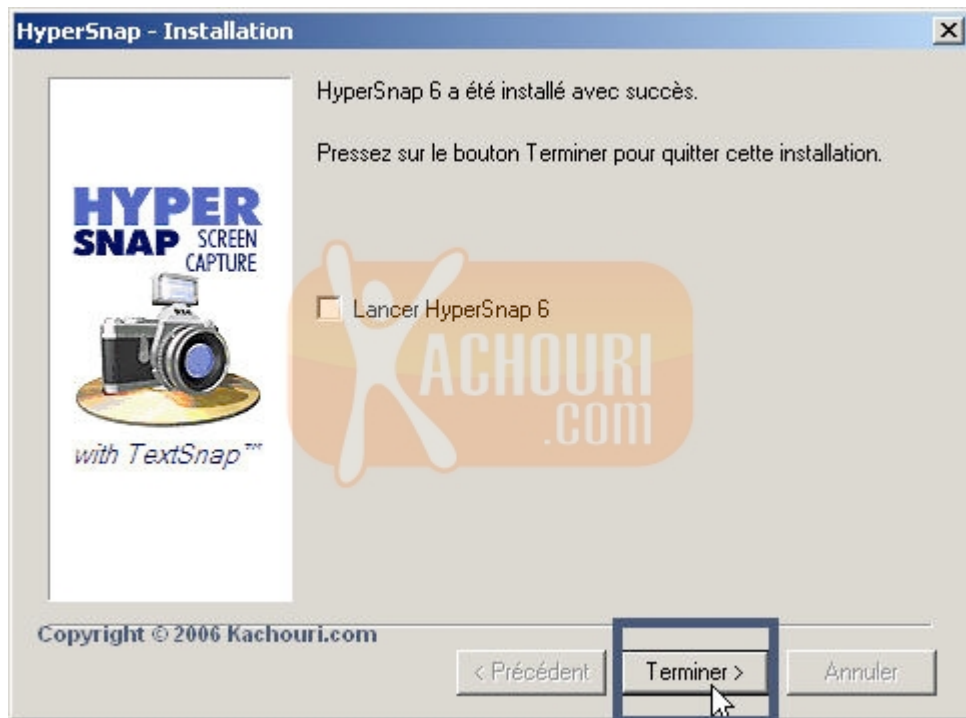 HyperSnap - Installation
HyperSnap 6 a été installé avec succès.
Pressez sur le bouton Terminer pour quitter cette installation.
HYPER
SNAP SCREEN
CAPTURE
with TextSnap™
Lancer HyperSnap 6
KACHOURI
.com
Copyright © 2006 Kachouri.com
< Précédent
Terminer >
Annuler